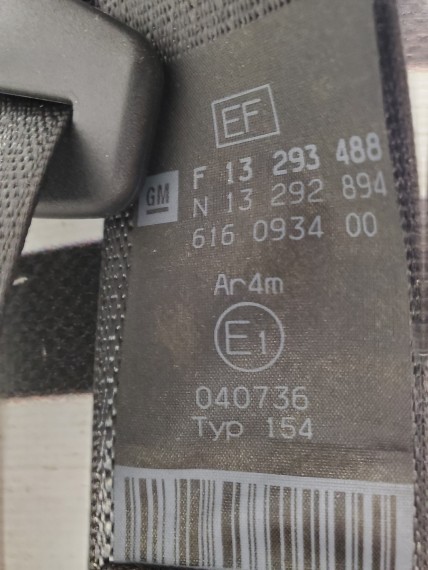 EF
GM
F 13 293 488
N 13 292 894
616 0934 00
Ar4m
E1
040736
Typ 154